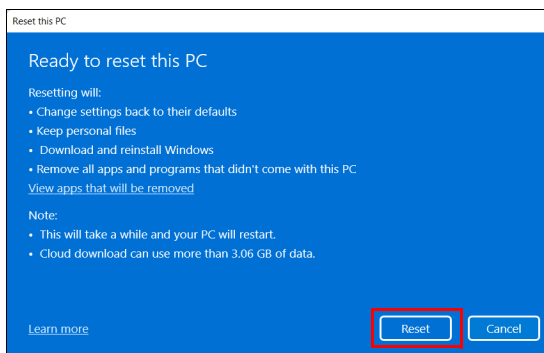 Reset this PC
Ready to reset this PC
Resetting will:
• Change settings back to their defaults
• Keep personal files
• Download and reinstall Windows
• Remove all apps and programs that didn't come with this PC
View apps that will be removed
Note:
• This will take a while and your PC will restart.
• Cloud download can use more than 3.06 GB of data.
Learn more
Reset
Cancel